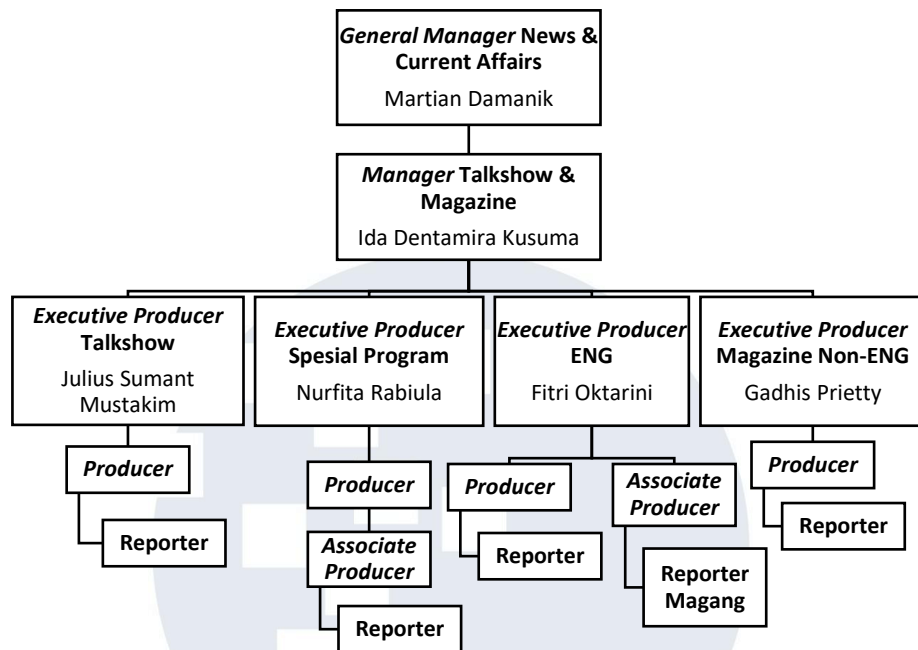 General Manager News &
Current Affairs
Martian Damanik
Manager Talkshow &
Magazine
Ida Dentamira Kusuma
Executive Producer
Talkshow
Julius Sumant
Mustakim
Executive Producer
Spesial Program
Nurfita Rabiula
Executive Producer
ENG
Fitri Oktarini
Executive Producer
Magazine Non-ENG
Gadhis Prietty
Producer
Reporter
Producer
Associate
Producer
Reporter
Producer
Reporter
Associate
Producer
Reporter
Magang
Producer
Reporter